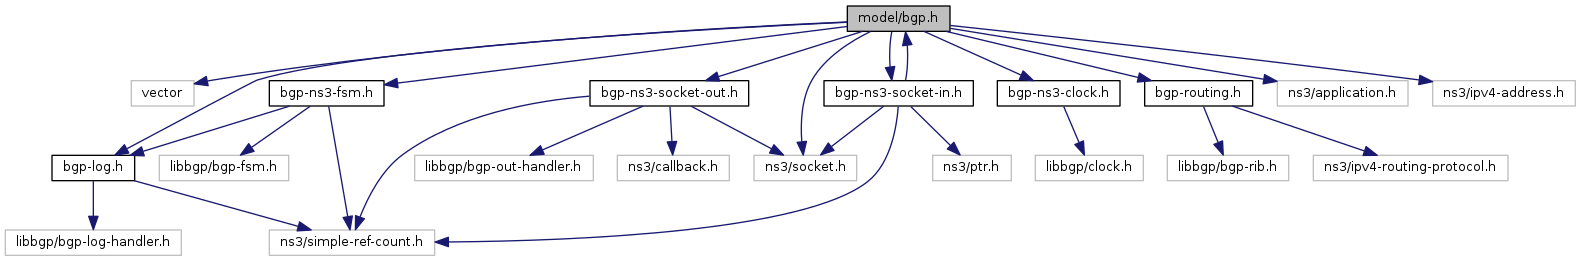 model/bgp.h
vector
bgp-ns3-fsm.h
bgp-ns3-socket-out.h
bgp-ns3-socket-in.h
bgp-ns3-clock.h
bgp-routing.h
ns3/application.h
ns3/ipv4-address.h
bgp-log.h
libbgp/bgp-fsm.h
libbgp/bgp-out-handler.h
ns3/callback.h
ns3/socket.h
ns3/ptr.h
libbgp/clock.h
libbgp/bgp-rib.h
ns3/ipv4-routing-protocol.h
libbgp/bgp-log-handler.h
ns3/simple-ref-count.h